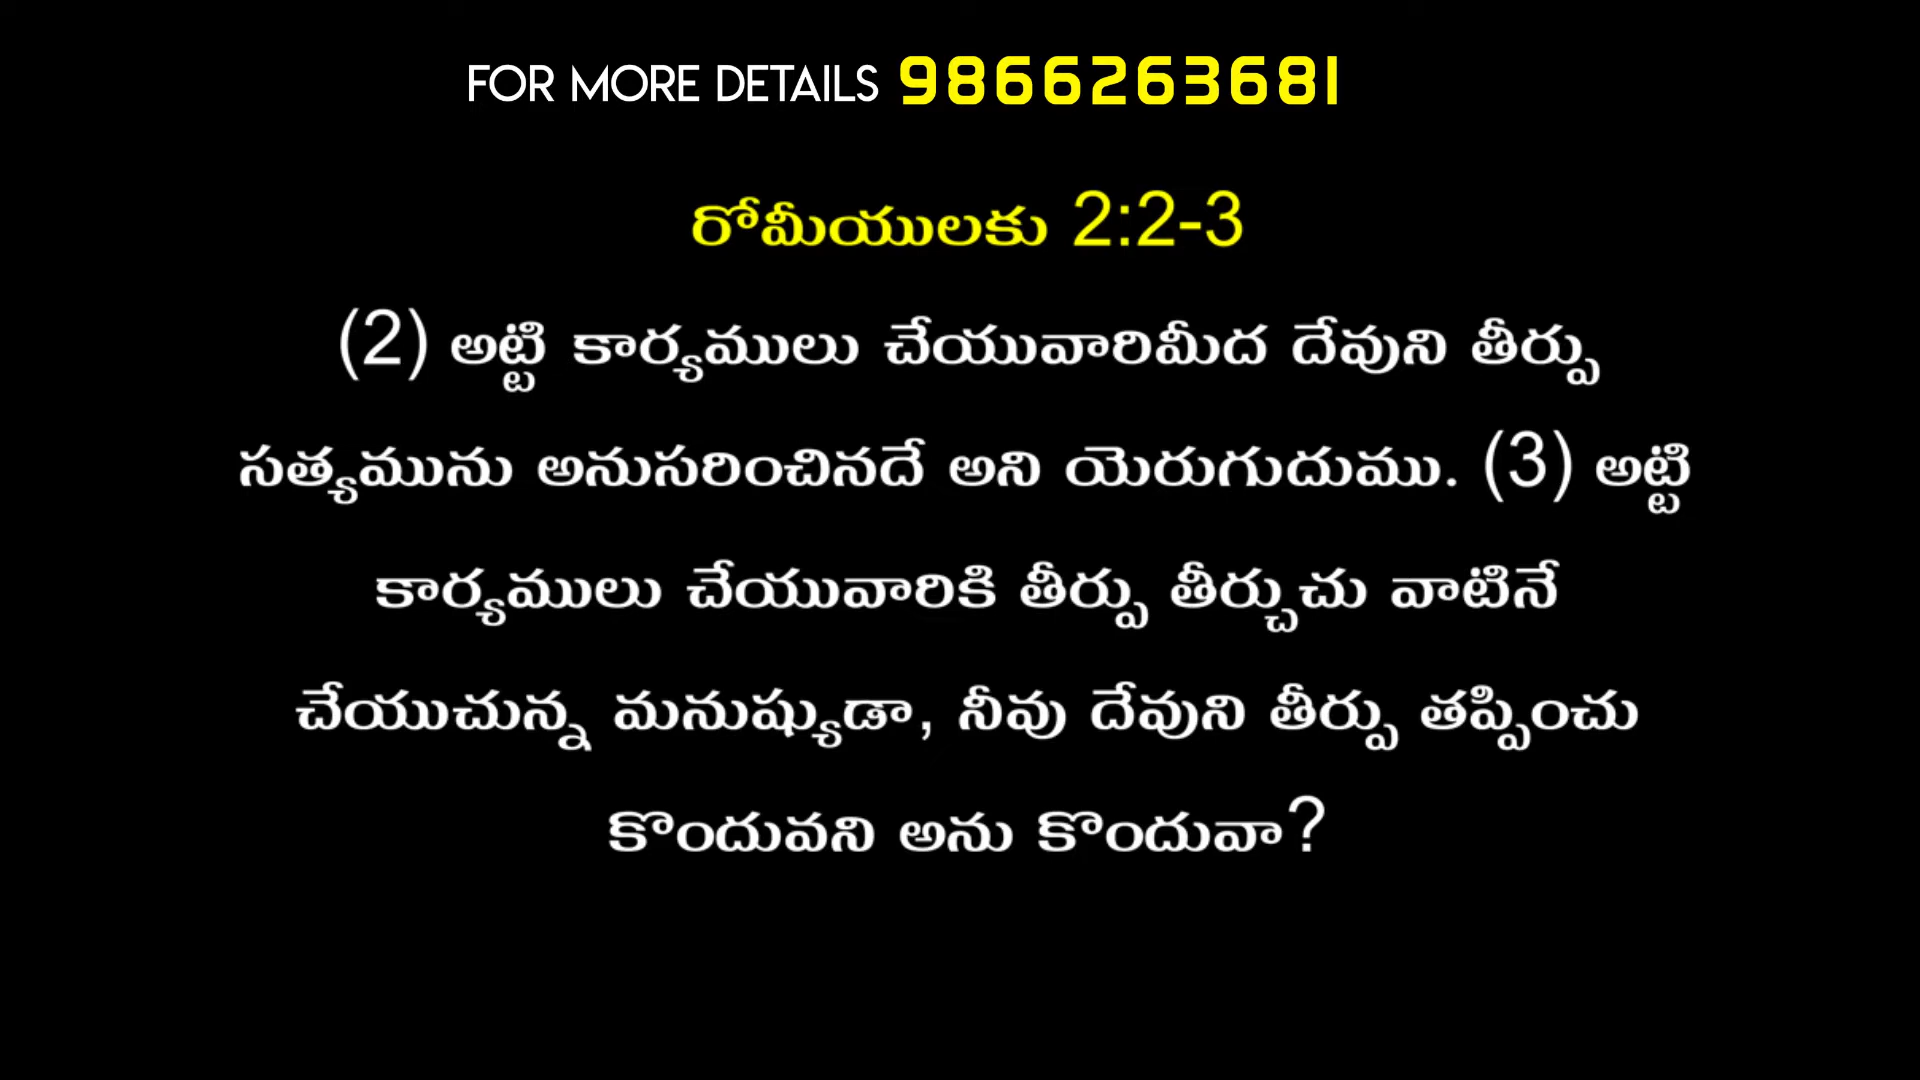 FOR MORE DETAILS 9866263681
రోమీయులకు 2:2-3
(2) అట్టి కార్యములు చేయువారిమీద దేవుని తీర్పు
సత్యమును అనుసరించినదే అని యెరుగుదుము. (3) అట్టి
కార్యములు చేయువారికి తీర్పు తీర్చుచు వాటినే
చేయుచున్న మనుష్యుడా, నీవు దేవుని తీర్పు తప్పించు
కొందువని అను కొందువా?